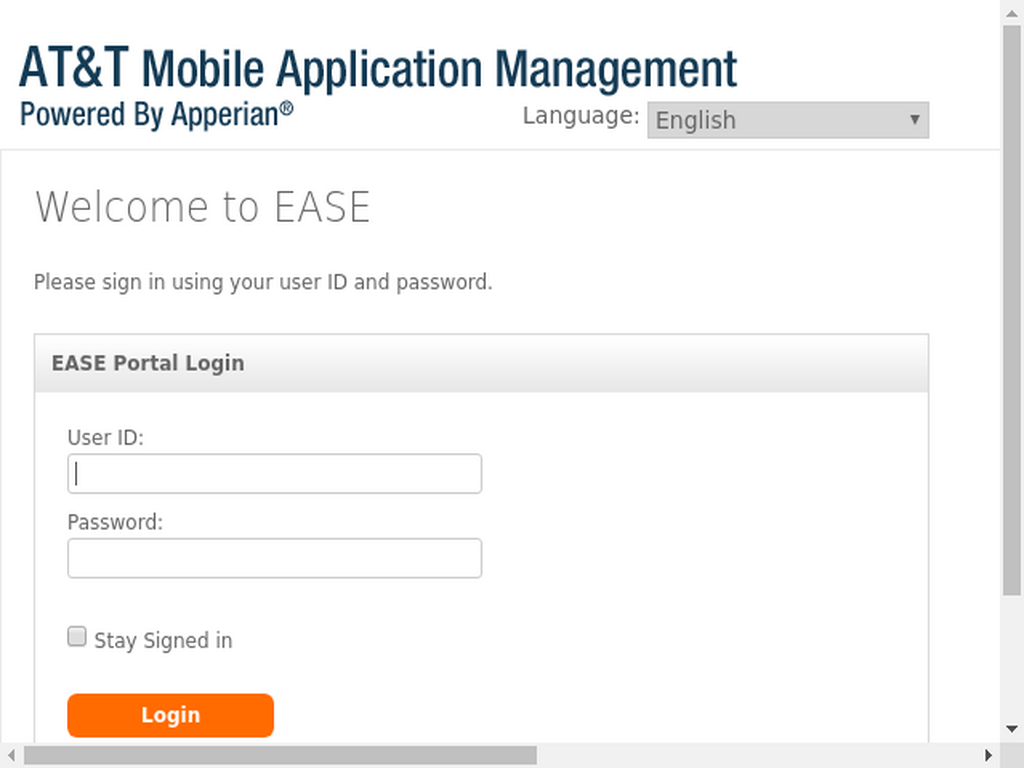 AT&T Mobile Application Management
Powered By Apperian®
Language: English
Welcome to EASE
Please sign in using your user ID and password.
EASE Portal Login
User ID:
Password:
Stay Signed in
Login